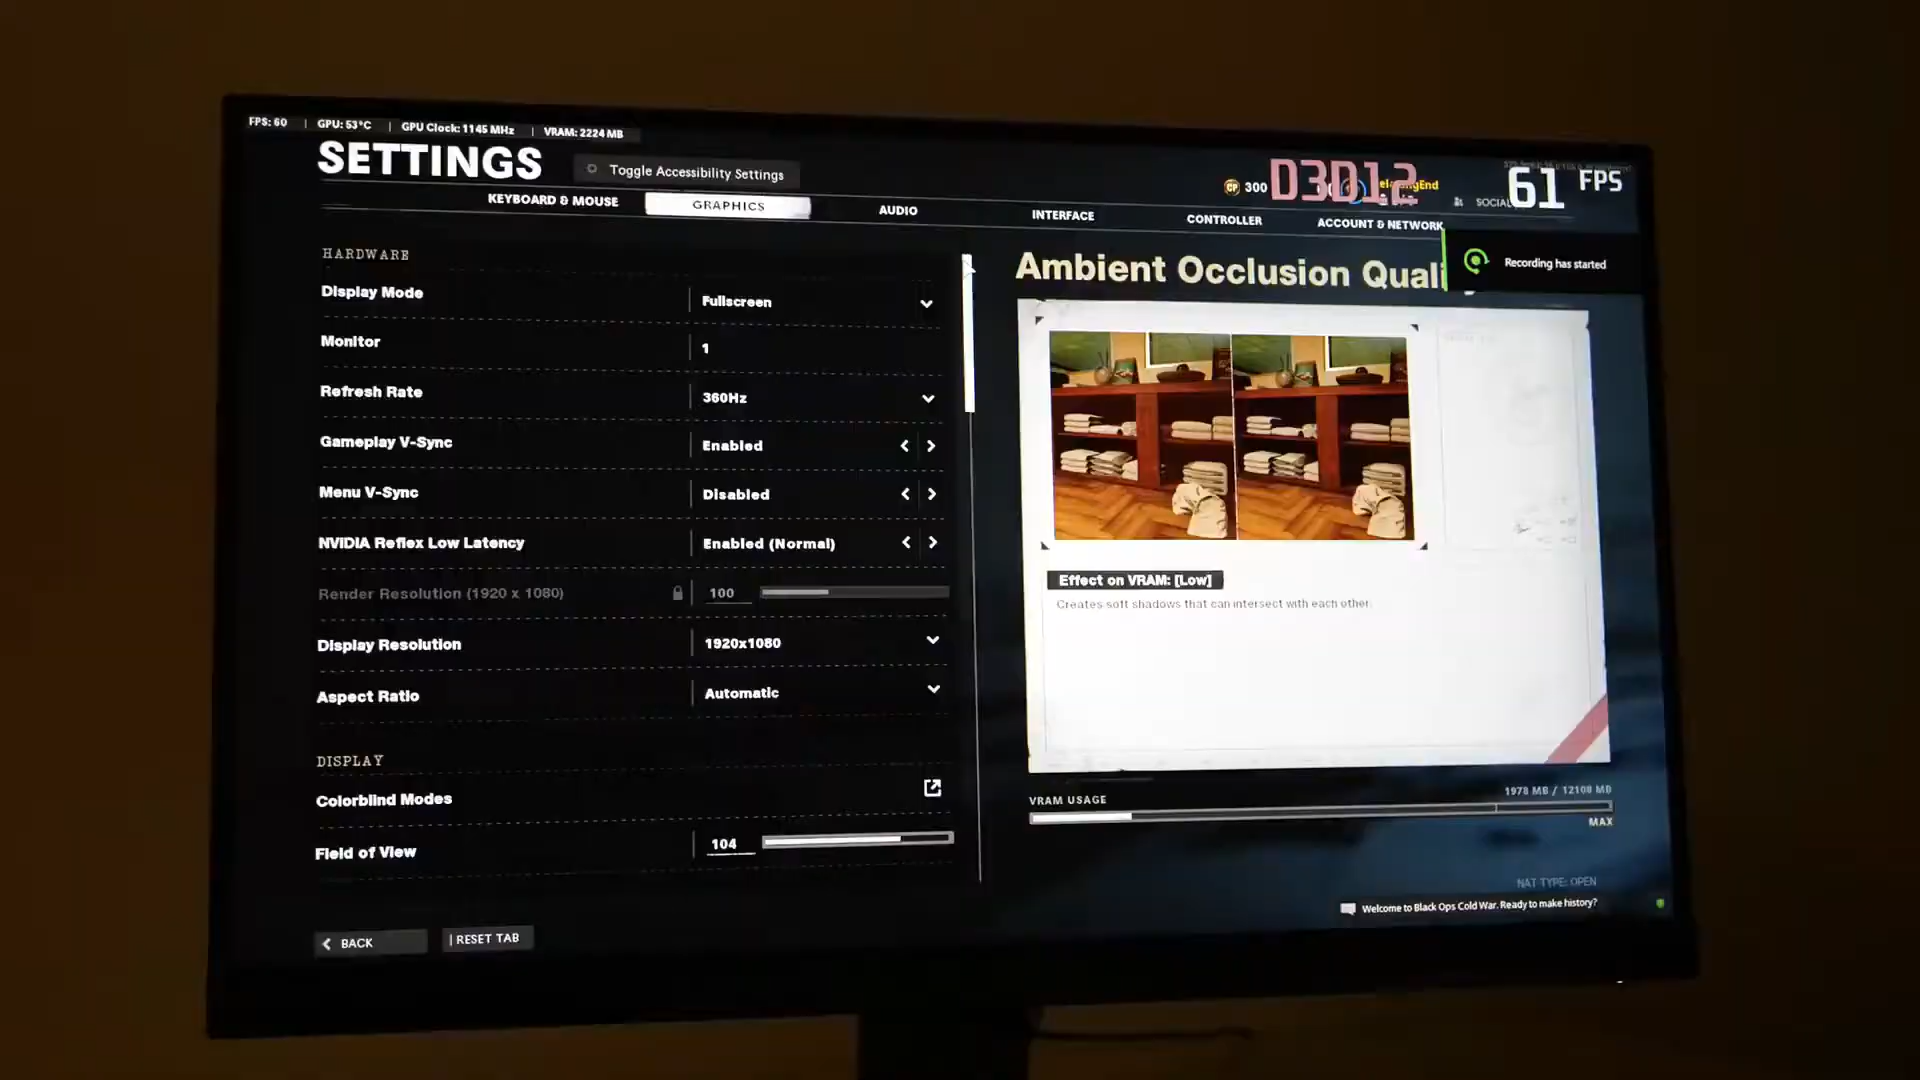 FPS: 60 | GPU: 53°C | GPU Clock: 1145 MHz | VRAM: 2224 MB
SETTINGS
Toggle Accessibility Settings
300
D3D12
SOCIAL
61 FPS
KEYBOARD & MOUSE
GRAPHICS
AUDIO
INTERFACE
CONTROLLER
ACCOUNT & NETWORK
Recording has started
HARDWARE
Display Mode
Fullscreen
Monitor
1
Refresh Rate
360Hz
Gameplay V-Sync
Enabled
Menu V-Sync
Disabled
NVIDIA Reflex Low Latency
Enabled (Normal)
Render Resolution (1920 x 1080)
100
Display Resolution
1920x1080
Aspect Ratio
Automatic
DISPLAY
Colorblind Modes
Field of View
104
BACK
RESET TAB
Ambient Occlusion Quali
Effect on VRAM: [Low]
Creates soft shadows that can intersect with each other.
VRAM USAGE
1978 MB / 12108 MB
MAX
NAT TYPE: OPEN
Welcome to Black Ops Cold War. Ready to make history?